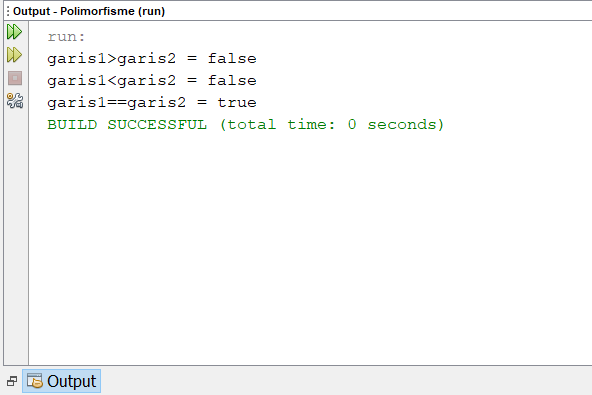 Output - Polimorfisme (run)
run:
garis1>garis2 = false
garis1<garis2 = false
garis1==garis2 = true
BUILD SUCCESSFUL (total time: 0 seconds)
Output